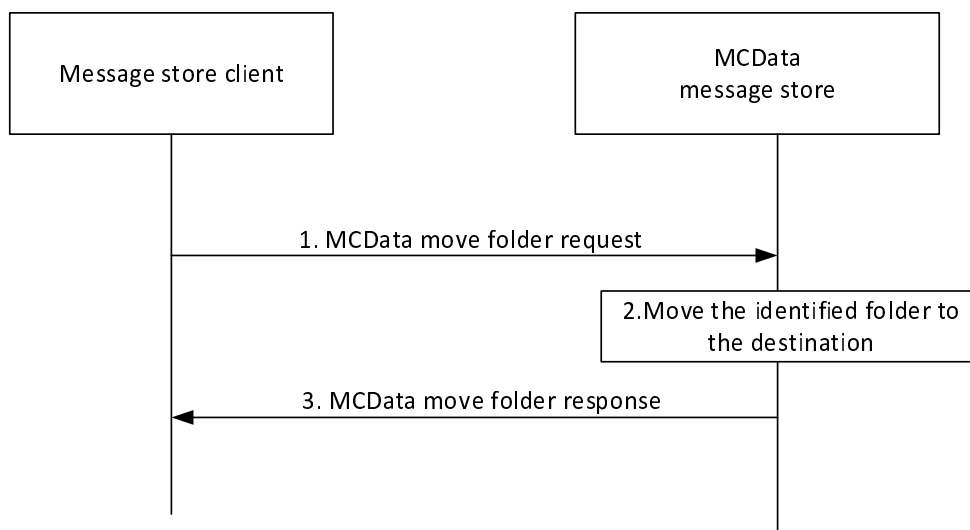 Message store client
MCData
message store
1. MCData move folder request
2.Move the identified folder to
the destination
3. MCData move folder response